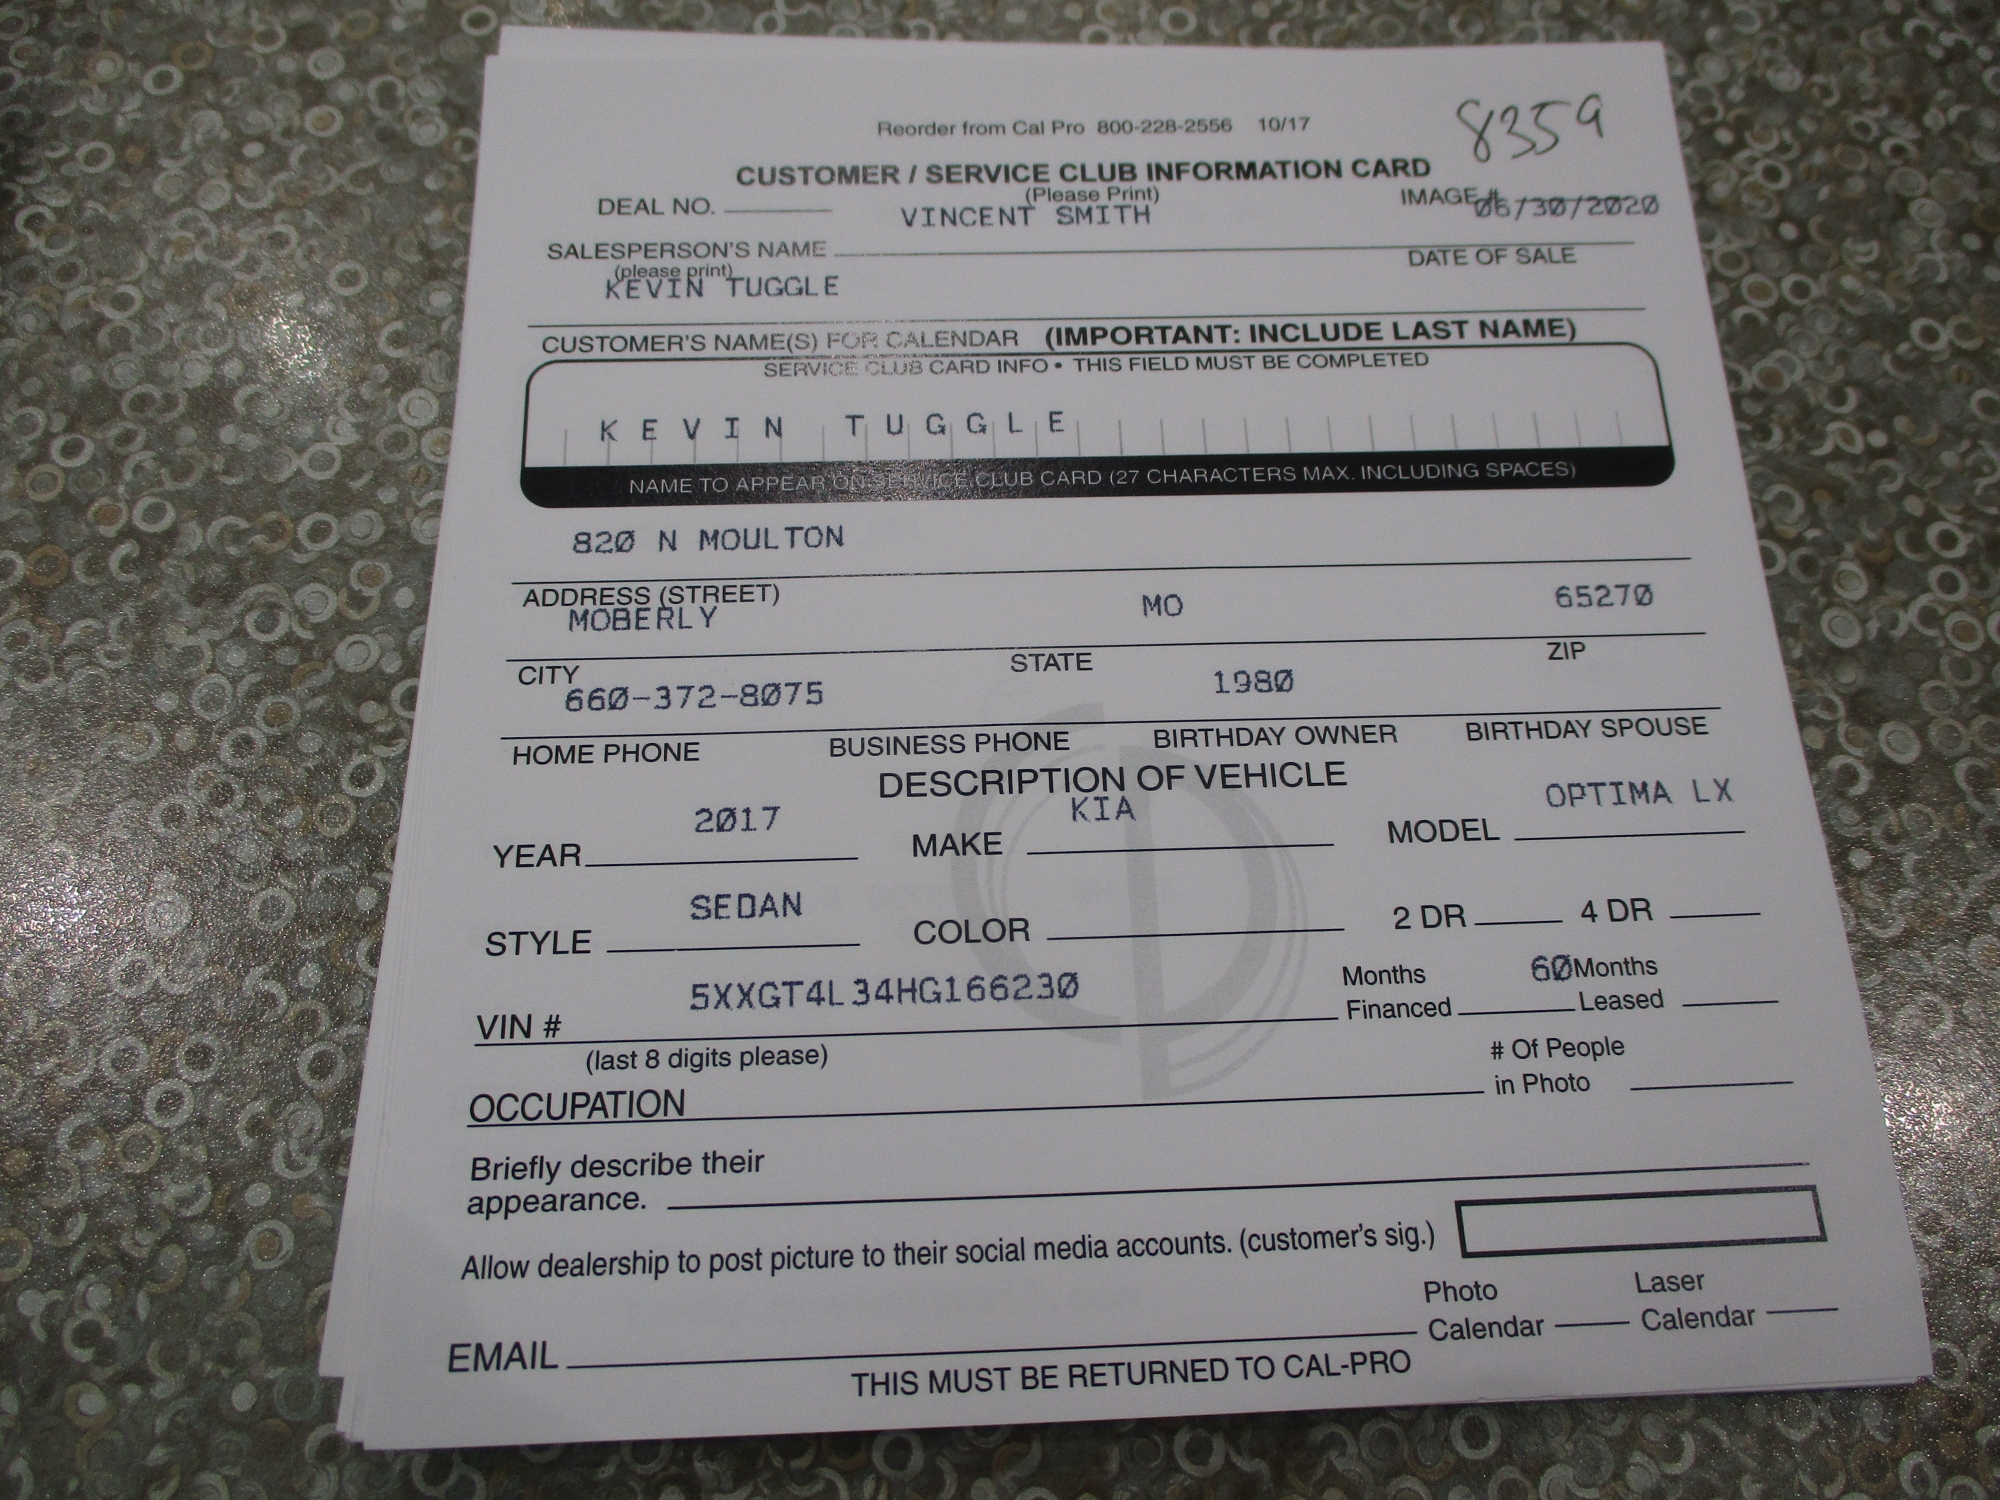 Reorder from Cal Pro 800-228-2556 10/17
8359
CUSTOMER / SERVICE CLUB INFORMATION CARD
(Please Print)
DEAL NO.
IMAGE #
VINCENT SMITH
06/30/2020
SALESPERSON'S NAME
DATE OF SALE
(please print)
KEVIN TUGGLE
CUSTOMER'S NAME(S) FOR CALENDAR (IMPORTANT: INCLUDE LAST NAME)
SERVICE CLUB CARD INFO • THIS FIELD MUST BE COMPLETED
KEVIN TUGGLE
NAME TO APPEAR ON SERVICE CLUB CARD (27 CHARACTERS MAX. INCLUDING SPACES)
820 N MOULTON
ADDRESS (STREET)
MOBERLY MO 65270
CITY STATE ZIP
660-372-8075 1980
HOME PHONE BUSINESS PHONE BIRTHDAY OWNER BIRTHDAY SPOUSE
DESCRIPTION OF VEHICLE
2017 KIA OPTIMA LX
YEAR MAKE MODEL
SEDAN
STYLE COLOR 2 DR 4 DR
5XXGT4L34HG166230 Months 60 Months
VIN # Financed Leased
(last 8 digits please) # Of People
OCCUPATION in Photo
Briefly describe their
appearance.
Allow dealership to post picture to their social media accounts. (customer's sig.)
Photo Laser
EMAIL Calendar Calendar
THIS MUST BE RETURNED TO CAL-PRO